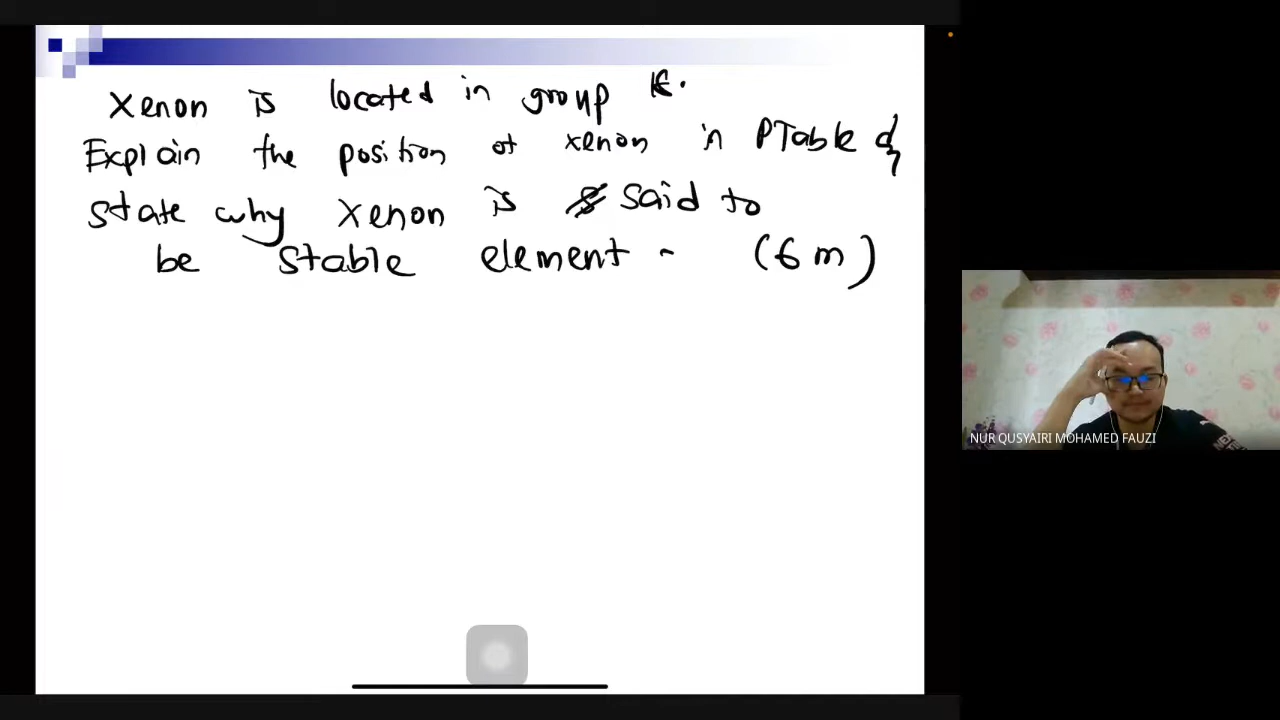 Xenon is located in group 18.
Explain the position of xenon in PTable &
state why Xenon is said to
be stable element. (6 m)
NUR QUSYAIRI MOHAMED FAUZI